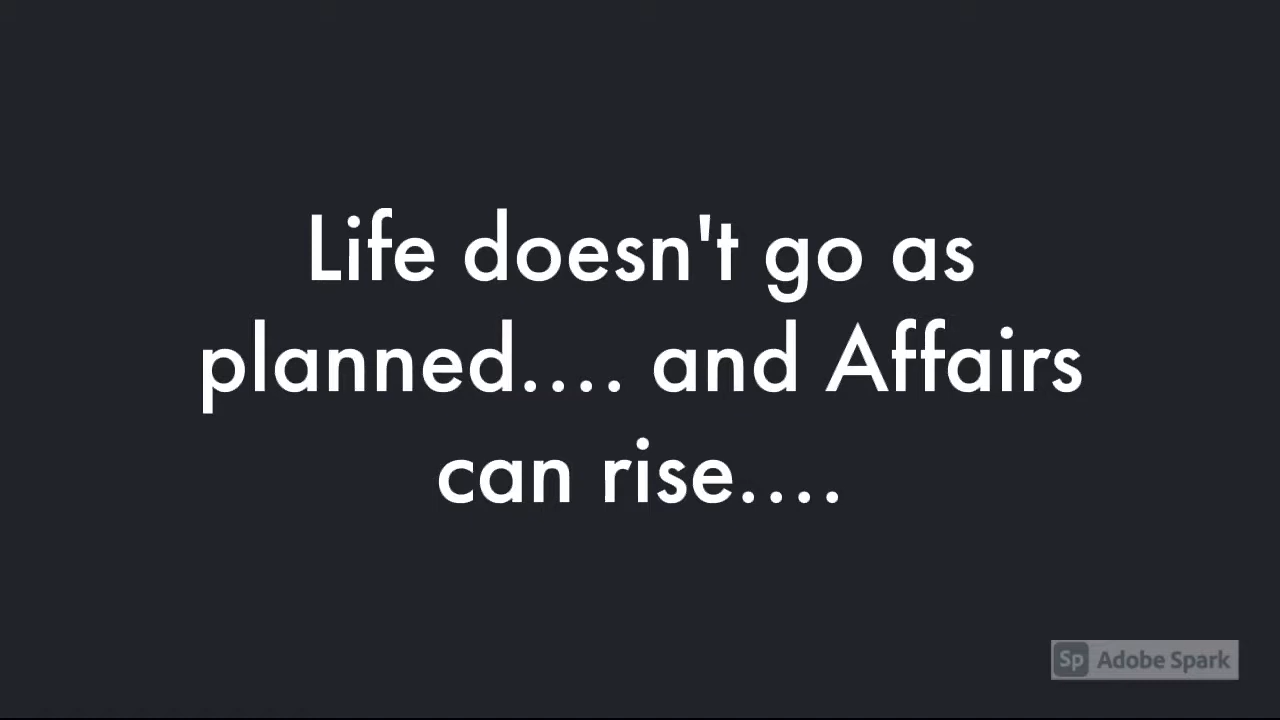 Life doesn't go as
planned.... and Affairs
can rise....
Sp Adobe Spark